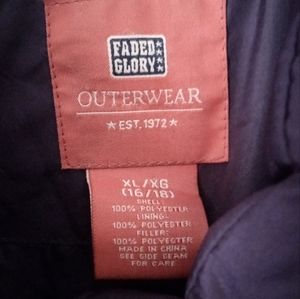 FADED
GLORY
OUTERWEAR
★ EST. 1972 ★
XL/XG
(16/18)
SHELL:
100% POLYESTER
LINING:
100% POLYESTER
FILLER:
100% POLYESTER
MADE IN CHINA
SEE SIDE SEAM
FOR CARE